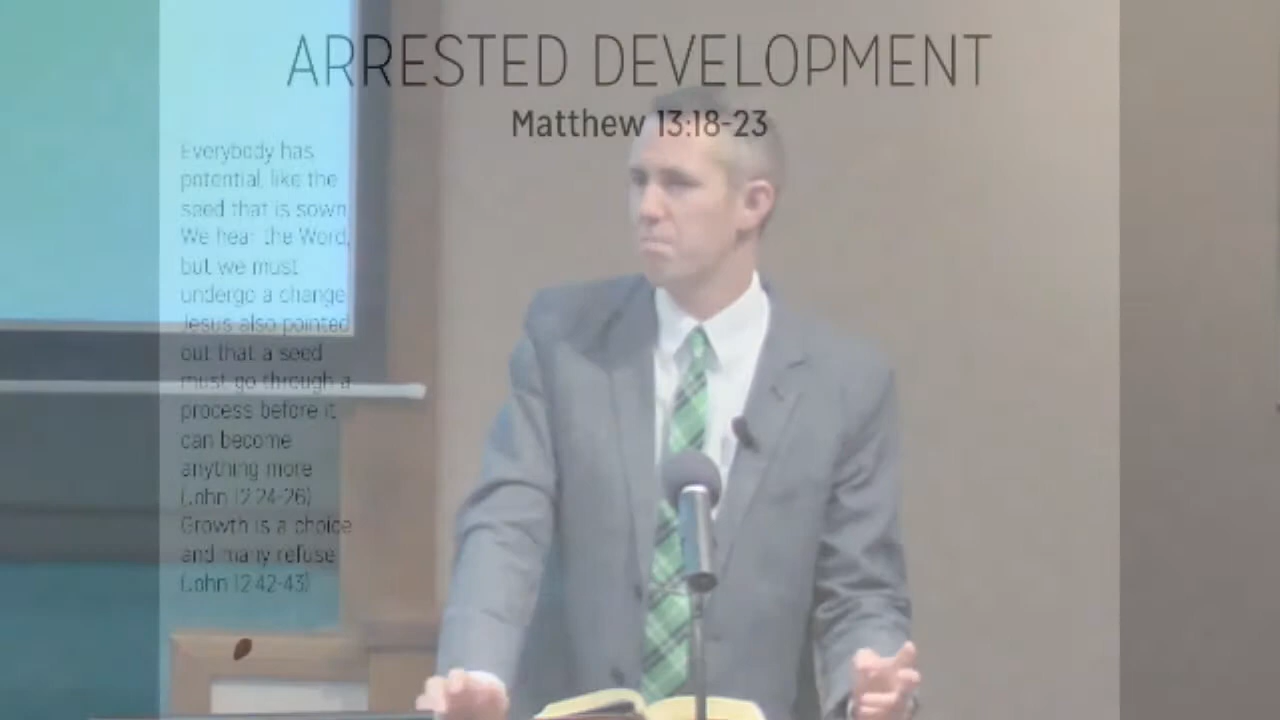 ARRESTED DEVELOPMENT
Matthew 13:18-23
Everybody has
potential, like the
seed that is sown
We hear the Word,
but we must
undergo a change
Jesus also pointed
out that a seed
must go through a
process before it
can become
anything more
(John 12:24-26)
Growth is a choice
and many refuse
(John 12:42-43)